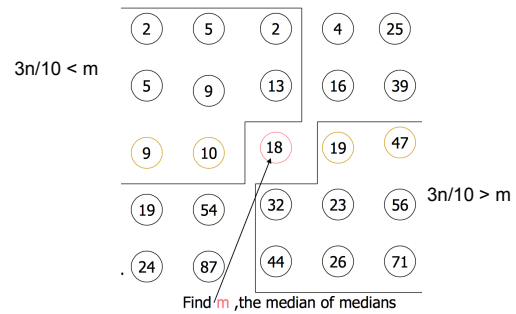 2 5 2 4 25
3n/10 < m
5 9 13 16 39
9 10 18 19 47
3n/10 > m
19 54 32 23 56
. 24 87 44 26 71
Find m ,the median of medians